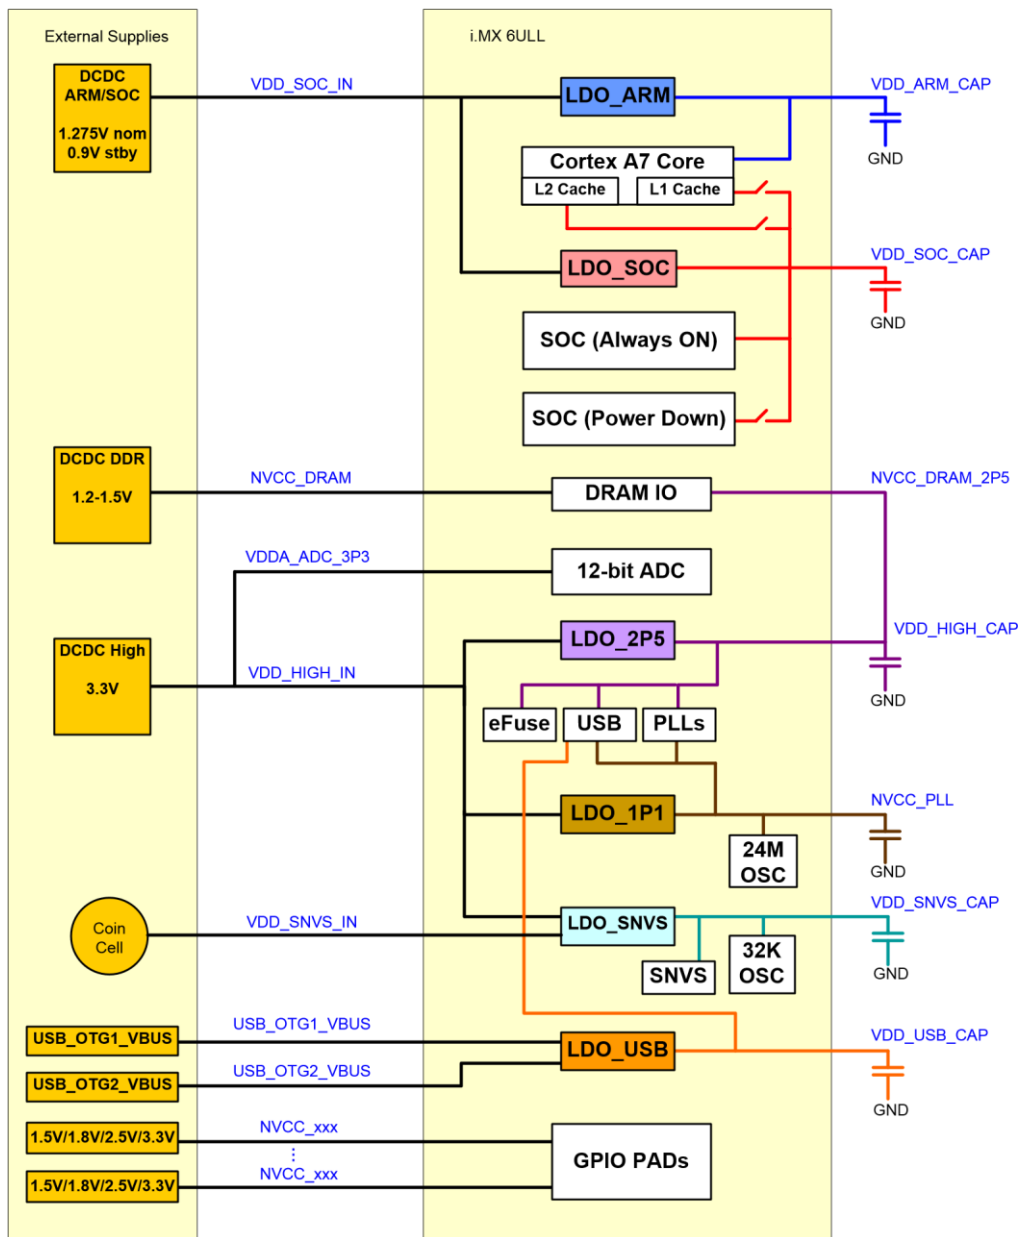 External Supplies
i.MX 6ULL
DCDC
ARM/SOC
1.275V nom
0.9V stby
VDD_SOC_IN
LDO_ARM
VDD_ARM_CAP
GND
Cortex A7 Core
L2 Cache
L1 Cache
LDO_SOC
VDD_SOC_CAP
GND
SOC (Always ON)
SOC (Power Down)
DCDC DDR
1.2-1.5V
NVCC_DRAM
DRAM IO
NVCC_DRAM_2P5
VDDA_ADC_3P3
12-bit ADC
DCDC High
3.3V
VDD_HIGH_IN
LDO_2P5
VDD_HIGH_CAP
GND
eFuse
USB
PLLs
LDO_1P1
NVCC_PLL
GND
24M
OSC
Coin
Cell
VDD_SNVS_IN
LDO_SNVS
VDD_SNVS_CAP
GND
SNVS
32K
OSC
USB_OTG1_VBUS
USB_OTG1_VBUS
LDO_USB
VDD_USB_CAP
GND
USB_OTG2_VBUS
USB_OTG2_VBUS
1.5V/1.8V/2.5V/3.3V
NVCC_xxx
GPIO PADs
1.5V/1.8V/2.5V/3.3V
NVCC_xxx